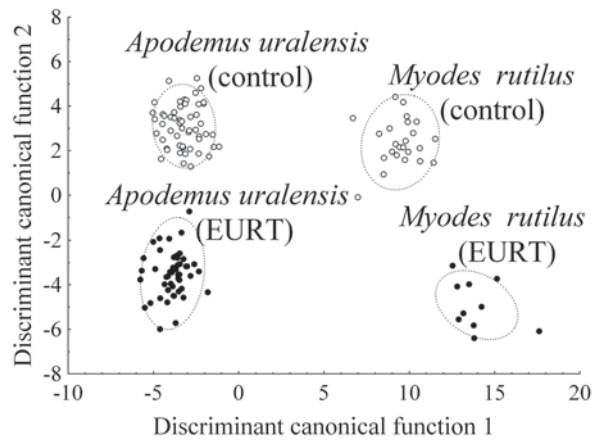 Discriminant canonical function 2
8
6
4
2
0
-2
-4
-6
-8
Apodemus uralensis
(control)
Myodes rutilus
(control)
Apodemus uralensis
(EURT)
Myodes rutilus
(EURT)
-10
-5
0
5
10
15
20
Discriminant canonical function 1